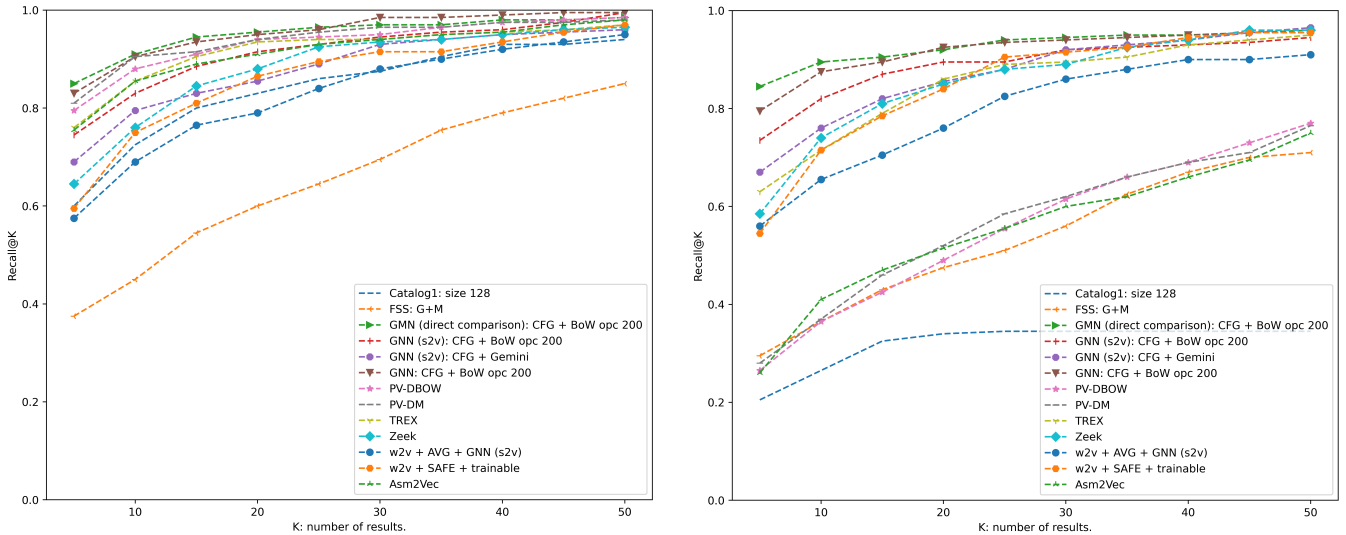 1.0
0.8
0.6
0.4
0.2
0.0
Recall@K
10
20
30
40
50
K: number of results.
Catalog1: size 128
FSS: G+M
GMN (direct comparison): CFG + BoW opc 200
GNN (s2v): CFG + BoW opc 200
GNN (s2v): CFG + Gemini
GNN: CFG + BoW opc 200
PV-DBOW
PV-DM
TREX
Zeek
w2v + AVG + GNN (s2v)
w2v + SAFE + trainable
Asm2Vec
1.0
0.8
0.6
0.4
0.2
0.0
Recall@K
10
20
30
40
50
K: number of results.
Catalog1: size 128
FSS: G+M
GMN (direct comparison): CFG + BoW opc 200
GNN (s2v): CFG + BoW opc 200
GNN (s2v): CFG + Gemini
GNN: CFG + BoW opc 200
PV-DBOW
PV-DM
TREX
Zeek
w2v + AVG + GNN (s2v)
w2v + SAFE + trainable
Asm2Vec